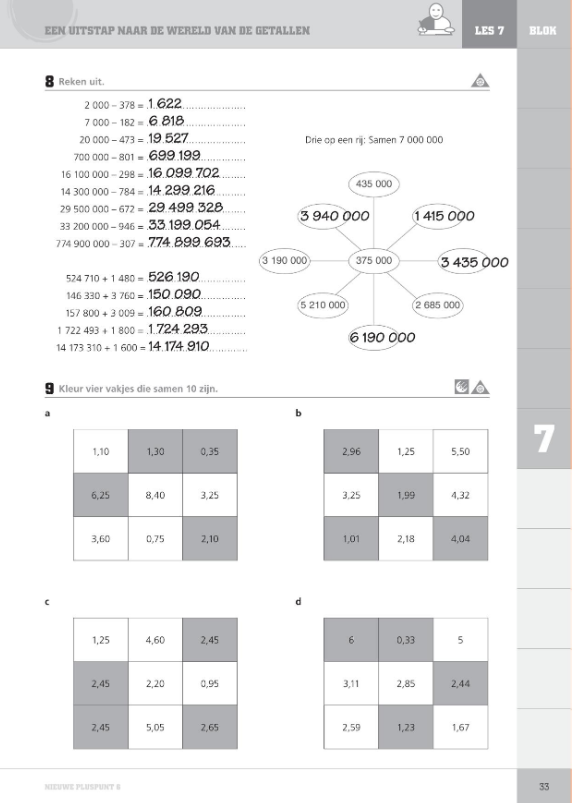 EEN UITSTAP NAAR DE WERELD VAN DE GETALLEN
LES 7
BLOK
8 Reken uit.
2 000 – 378 = 1 622
7 000 – 182 = 6 818
20 000 – 473 = 19 527
700 000 – 801 = 699 199
16 100 000 – 298 = 16 099 702
14 300 000 – 784 = 14 299 216
29 500 000 – 672 = 29 499 328
33 200 000 – 946 = 33 199 054
774 900 000 – 307 = 774 899 693
524 710 + 1 480 = 526 190
146 330 + 3 760 = 150 090
157 800 + 3 009 = 160 809
1 722 493 + 1 800 = 1 724 293
14 173 310 + 1 600 = 14 174 910
Drie op een rij: Samen 7 000 000
435 000
3 940 000 1 415 000
3 190 000 375 000 3 435 000
5 210 000 2 685 000
6 190 000
9 Kleur vier vakjes die samen 10 zijn.
a
1,10 1,30 0,35
6,25 8,40 3,25
3,60 0,75 2,10
b
2,96 1,25 5,50
3,25 1,99 4,32
1,01 2,18 4,04
c
1,25 4,60 2,45
2,45 2,20 0,95
2,45 5,05 2,65
d
6 0,33 5
3,11 2,85 2,44
2,59 1,23 1,67
7
NIEUWE PLUSPUNT 6
33